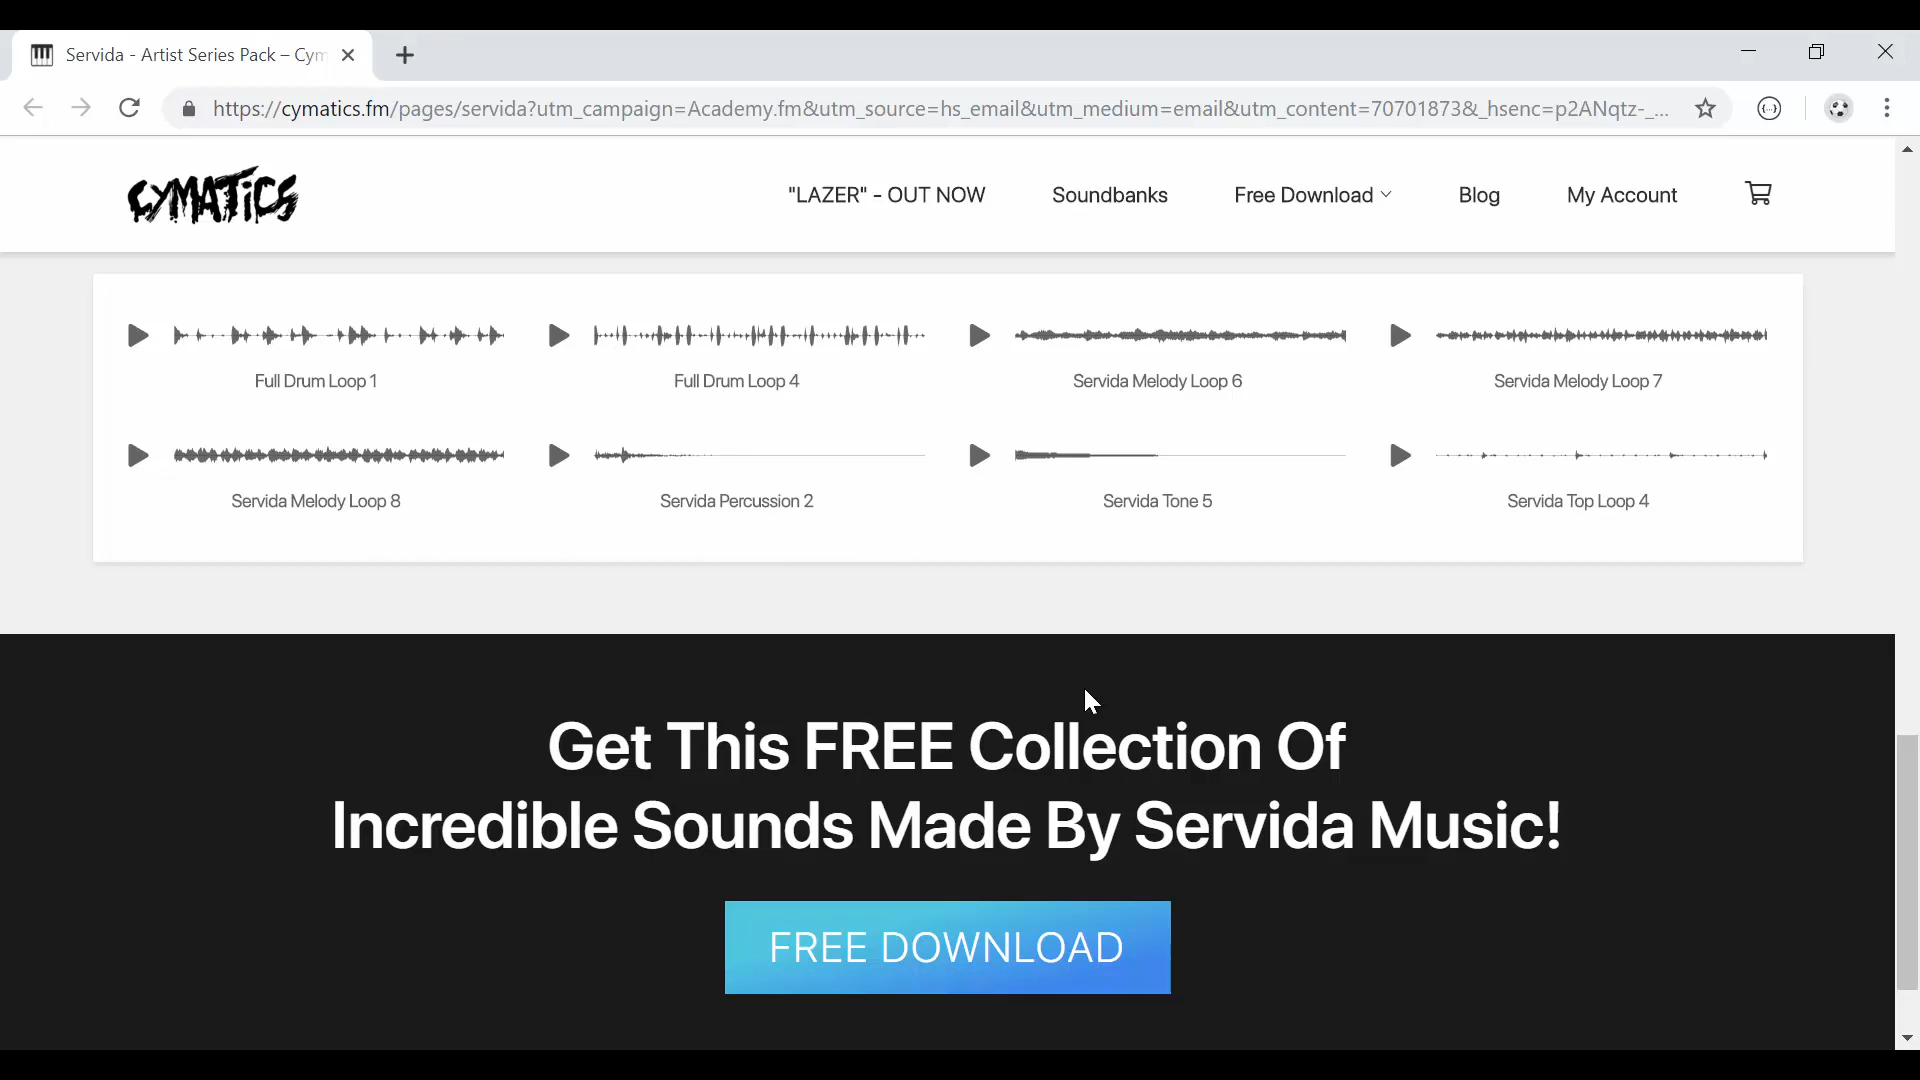 Servida - Artist Series Pack – Cym
https://cymatics.fm/pages/servida?utm_campaign=Academy.fm&utm_source=hs_email&utm_medium=email&utm_content=70701873&_hsenc=p2ANqtz-_...
CYMATICS
"LAZER" - OUT NOW
Soundbanks
Free Download
Blog
My Account
Full Drum Loop 1
Full Drum Loop 4
Servida Melody Loop 6
Servida Melody Loop 7
Servida Melody Loop 8
Servida Percussion 2
Servida Tone 5
Servida Top Loop 4
Get This FREE Collection Of
Incredible Sounds Made By Servida Music!
FREE DOWNLOAD